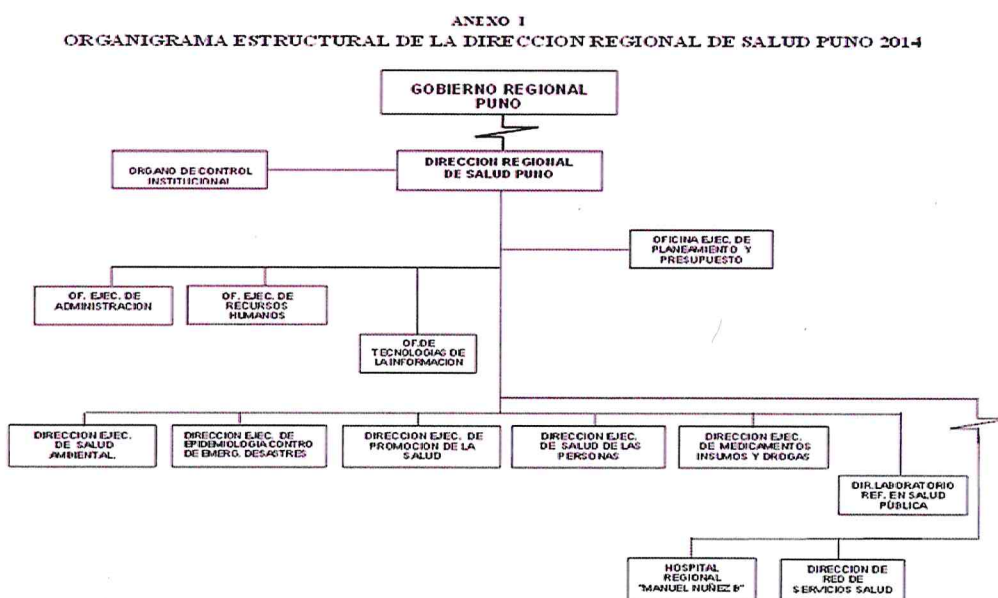 ANEXO I
ORGANIGRAMA ESTRUCTURAL DE LA DIRECCION REGIONAL DE SALUD PUNO 2014
GOBIERNO REGIONAL
PUNO
DIRECCION REGIONAL
DE SALUD PUNO
ORGANO DE CONTROL
INSTITUCIONAL
OFICINA EJEC. DE
PLANEAMIENTO Y
PRESUPUESTO
OF. EJEC. DE
ADMINISTRACION
OF. EJEC. DE
RECURSOS
HUMANOS
OF.DE
TECNOLOGIAS DE
LA INFORMACION
DIRECCION EJEC.
DE SALUD
AMBIENTAL.
DIRECCION EJEC. DE
EPIDEMIOLOGIA CONTRO
DE EMERG. DESASTRES
DIRECCION EJEC. DE
PROMOCION DE LA
SALUD
DIRECCION EJEC.
DE SALUD DE LAS
PERSONAS
DIRECCION EJEC.
DE MEDICAMENTOS
INSUMOS Y DROGAS
DIR.LABORATORIO
REF. EN SALUD
PÚBLICA
HOSPITAL
REGIONAL
"MANUEL NUÑEZ B"
DIRECCION DE
RED DE
SERVICIOS SALUD